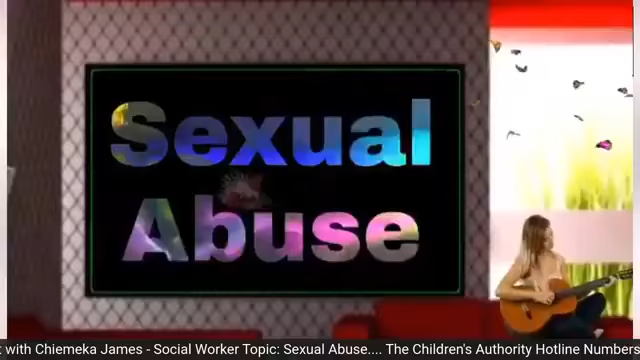 Sexual
Abuse
t with Chiemeka James - Social Worker Topic: Sexual Abuse.... The Children's Authority Hotline Numbers